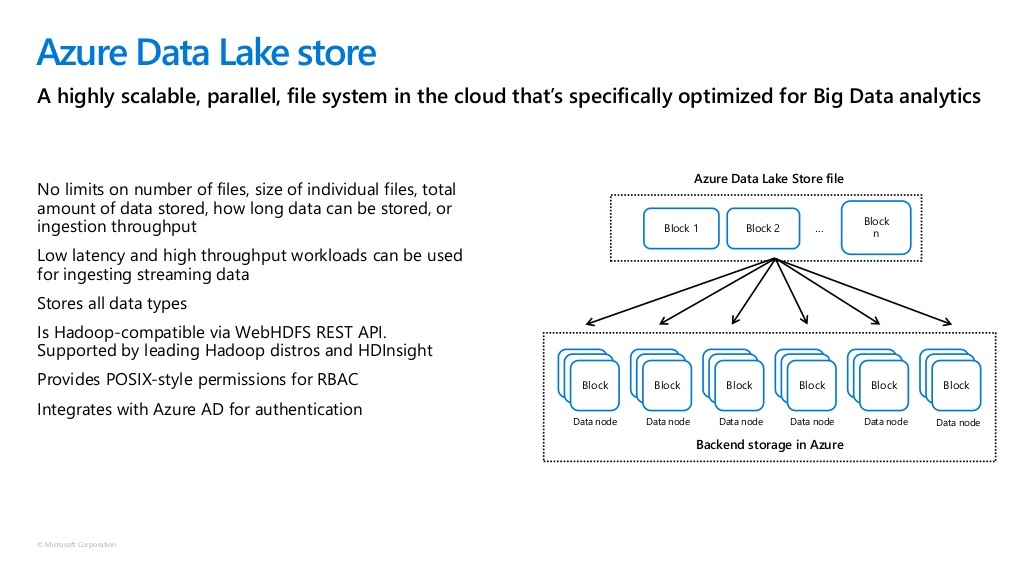 Azure Data Lake store
A highly scalable, parallel, file system in the cloud that's specifically optimized for Big Data analytics
No limits on number of files, size of individual files, total
amount of data stored, how long data can be stored, or
ingestion throughput
Low latency and high throughput workloads can be used
for ingesting streaming data
Stores all data types
Is Hadoop-compatible via WebHDFS REST API.
Supported by leading Hadoop distros and HDInsight
Provides POSIX-style permissions for RBAC
Integrates with Azure AD for authentication
Azure Data Lake Store file
Block 1
Block 2
...
Block
n
Block
Block
Block
Block
Block
Block
Data node
Data node
Data node
Data node
Data node
Data node
Backend storage in Azure
© Microsoft Corporation